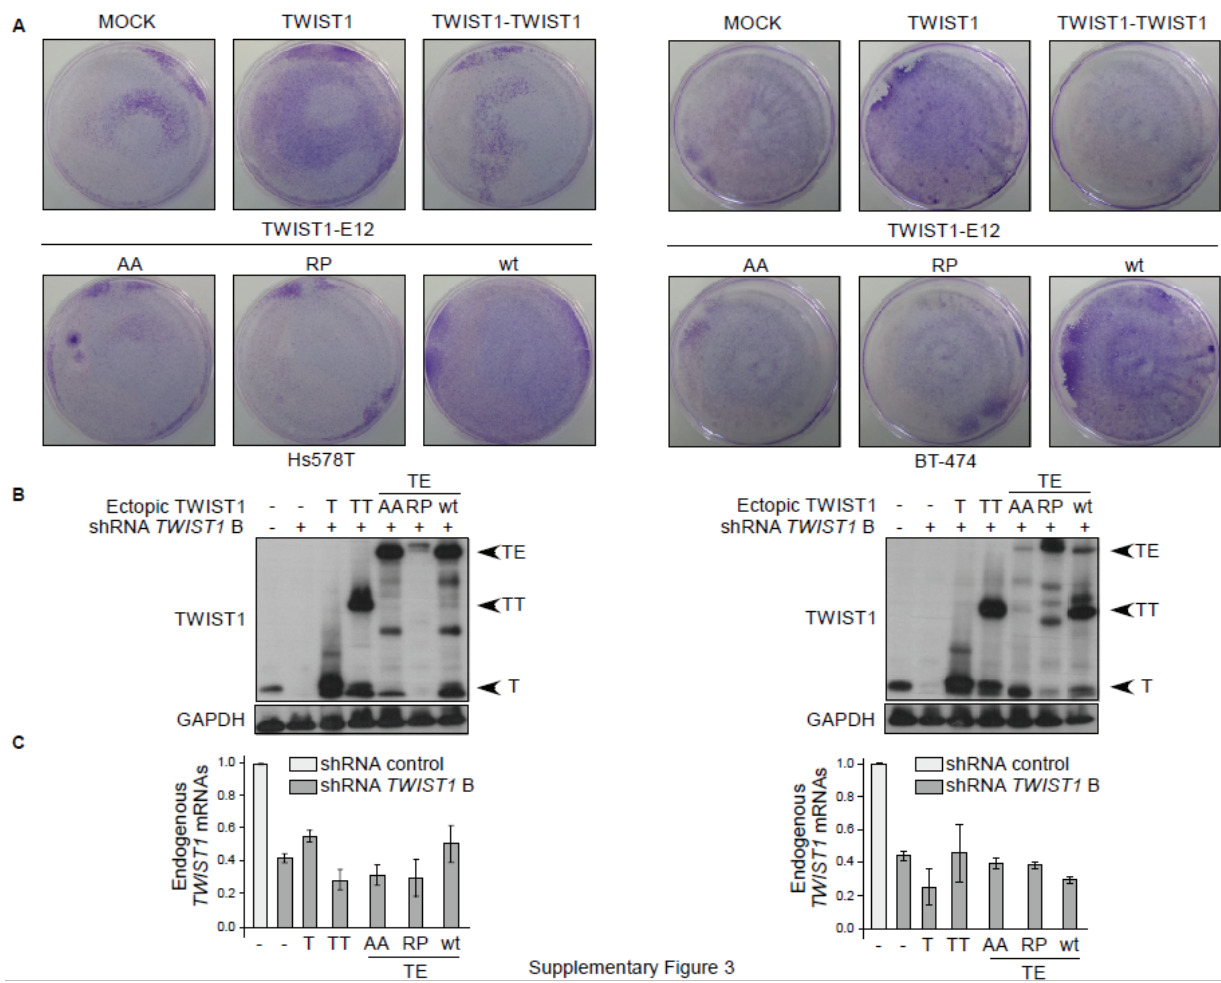 A
MOCK TWIST1 TWIST1-TWIST1
TWIST1-E12
AA RP wt
Hs578T
MOCK TWIST1 TWIST1-TWIST1
TWIST1-E12
AA RP wt
BT-474
B
TE
Ectopic TWIST1 - - T TT AA RP wt
shRNA TWIST1 B - + + + + + +
TWIST1
TE
TT
T
GAPDH
TE
Ectopic TWIST1 - - T TT AA RP wt
shRNA TWIST1 B - + + + + + +
TWIST1
TE
TT
T
GAPDH
C
Endogenous
TWIST1 mRNAs
1.0
0.8
0.6
0.4
0.2
0.0
shRNA control
shRNA TWIST1 B
- - T TT AA RP wt
TE
Endogenous
TWIST1 mRNAs
1.0
0.8
0.6
0.4
0.2
0.0
shRNA control
shRNA TWIST1 B
- - T TT AA RP wt
TE
Supplementary Figure 3